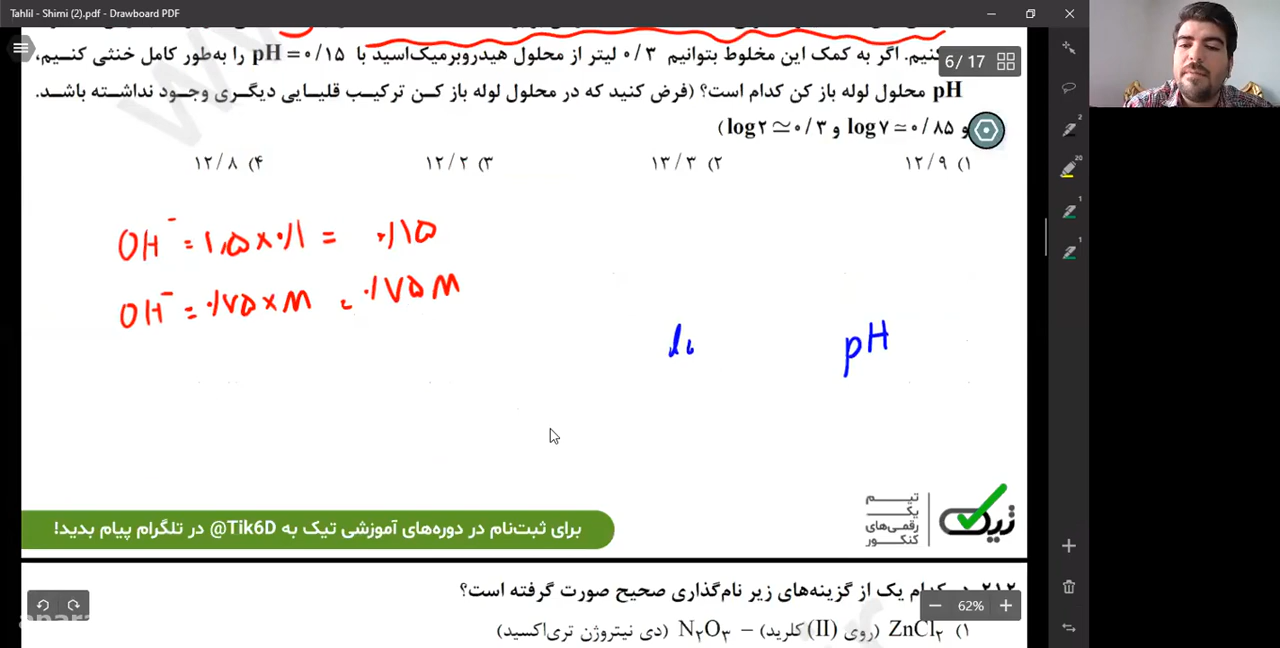 Tahlil - Shimi (2).pdf - Drawboard PDF
کنیم. اگر به کمک این مخلوط بتوانیم ۰/۳ لیتر از محلول هیدروبرمیک‌اسید با pH = ۰/۱۵ را به‌طور کامل خنثی کنیم،
6 / 17
pH محلول لوله باز کن کدام است؟ (فرض کنید که در محلول لوله باز کن ترکیب قلیایی دیگری وجود نداشته باشد.
و log۷ ≃ ۰/۸۵ و log۲ ≃ ۰/۳)
۱) ۱۲/۹ ۲) ۱۳/۳ ۳) ۱۲/۲ ۴) ۱۲/۸
OH⁻ = ۱,۵ × ۰/۱ = ۰/۱۵
OH⁻ = ۰/۷۵ × M = ۰/۷۵ M
pH
برای ثبت‌نام در دوره‌های آموزشی تیک به @Tik6D در تلگرام پیام بدید!
تیم یک رقمی‌های کنکور
تیک
کدام یک از گزینه‌های زیر نام‌گذاری صحیح صورت گرفته است؟
62%
۱) ZnCl₂ (روی (II) کلرید) – N₂O₃ (دی نیتروژن تری‌اکسید)